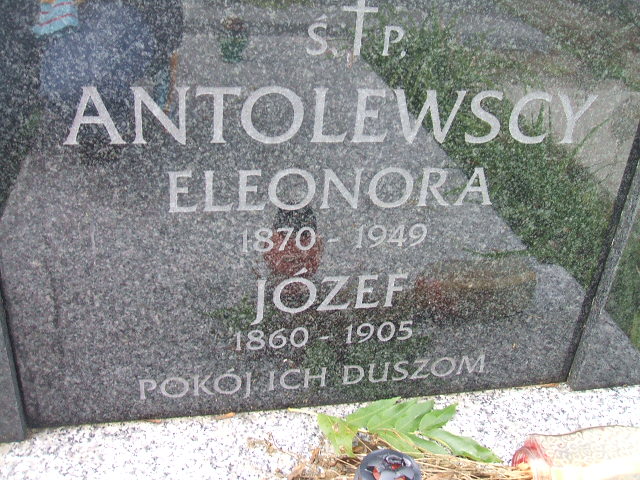 Ś. P.
ANTOLEWSCY
ELEONORA
1870 - 1949
JÓZEF
1860 - 1905
POKÓJ ICH DUSZOM